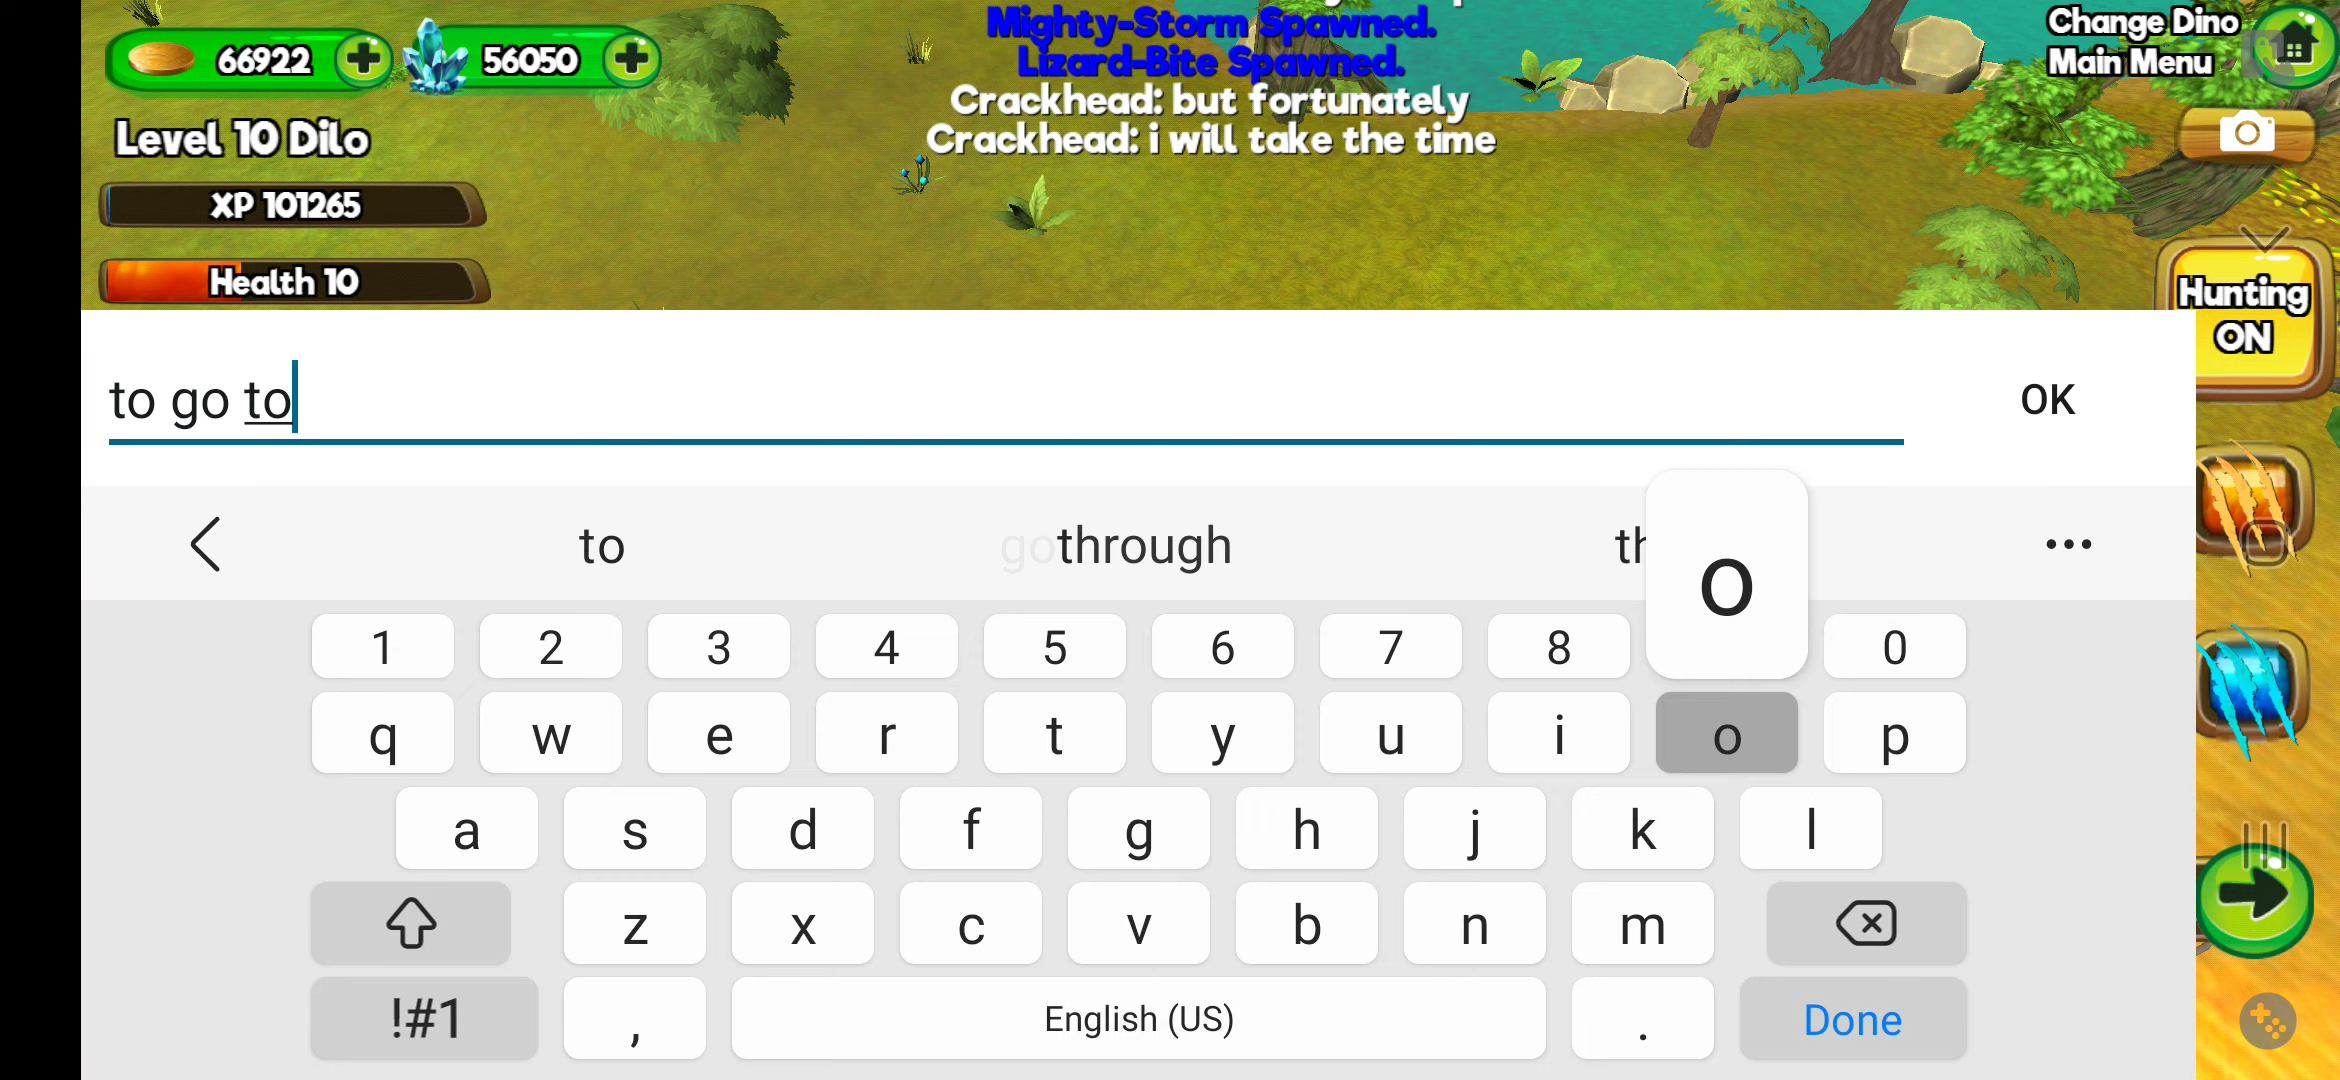 Mighty-Storm Spawned.
Lizard-Bite Spawned.
Crackhead: but fortunately
Crackhead: i will take the time
66922
56050
Level 10 Dilo
XP 101265
Health 10
Change Dino
Main Menu
Hunting
ON
to go to
OK
to
go through
th
o
1 2 3 4 5 6 7 8 0
q w e r t y u i o p
a s d f g h j k l
z x c v b n m
!#1 , English (US) . Done